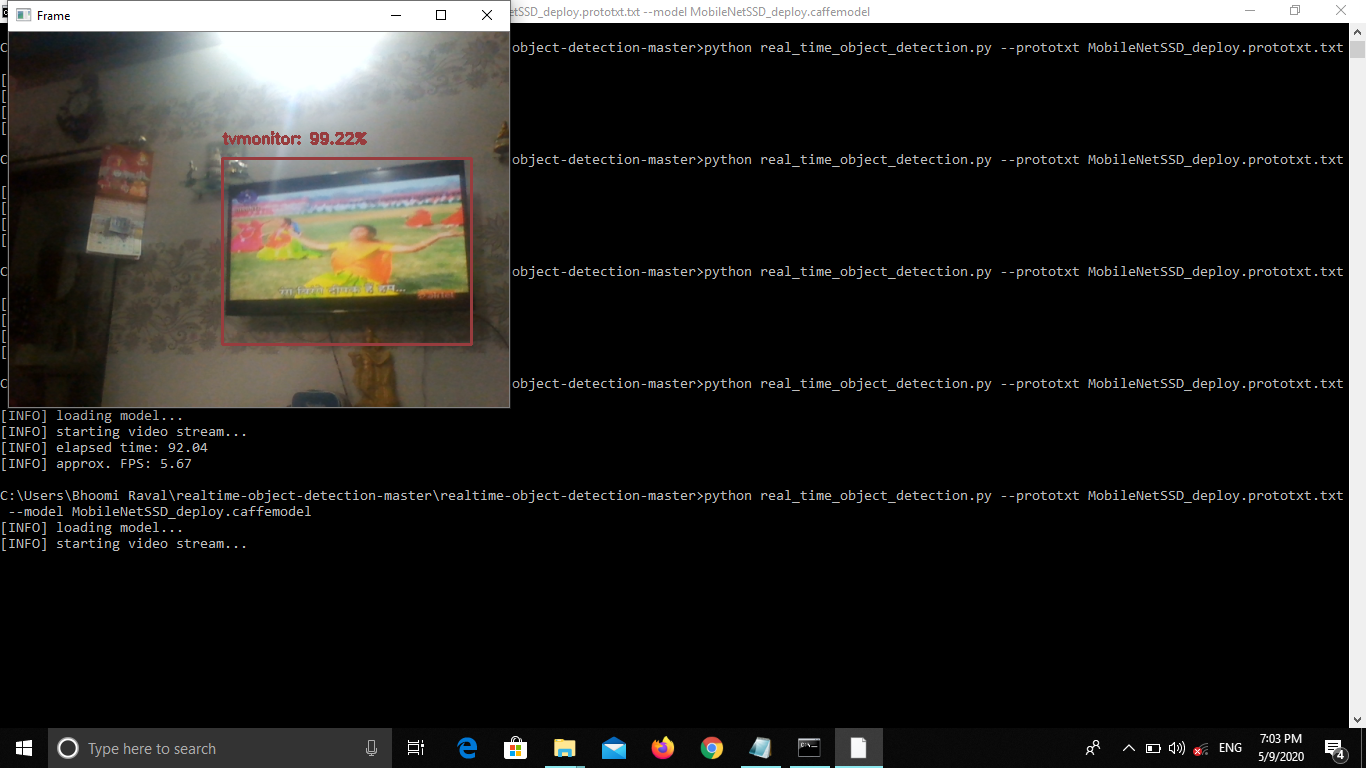 Frame
tSSD_deploy.prototxt.txt --model MobileNetSSD_deploy.caffemodel
object-detection-master>python real_time_object_detection.py --prototxt MobileNetSSD_deploy.prototxt.txt
object-detection-master>python real_time_object_detection.py --prototxt MobileNetSSD_deploy.prototxt.txt
object-detection-master>python real_time_object_detection.py --prototxt MobileNetSSD_deploy.prototxt.txt
object-detection-master>python real_time_object_detection.py --prototxt MobileNetSSD_deploy.prototxt.txt
tvmonitor: 99.22%
[INFO] loading model...
[INFO] starting video stream...
[INFO] elapsed time: 92.04
[INFO] approx. FPS: 5.67
C:\Users\Bhoomi Raval\realtime-object-detection-master\realtime-object-detection-master>python real_time_object_detection.py --prototxt MobileNetSSD_deploy.prototxt.txt
--model MobileNetSSD_deploy.caffemodel
[INFO] loading model...
[INFO] starting video stream...
Type here to search
ENG
7:03 PM
5/9/2020
4